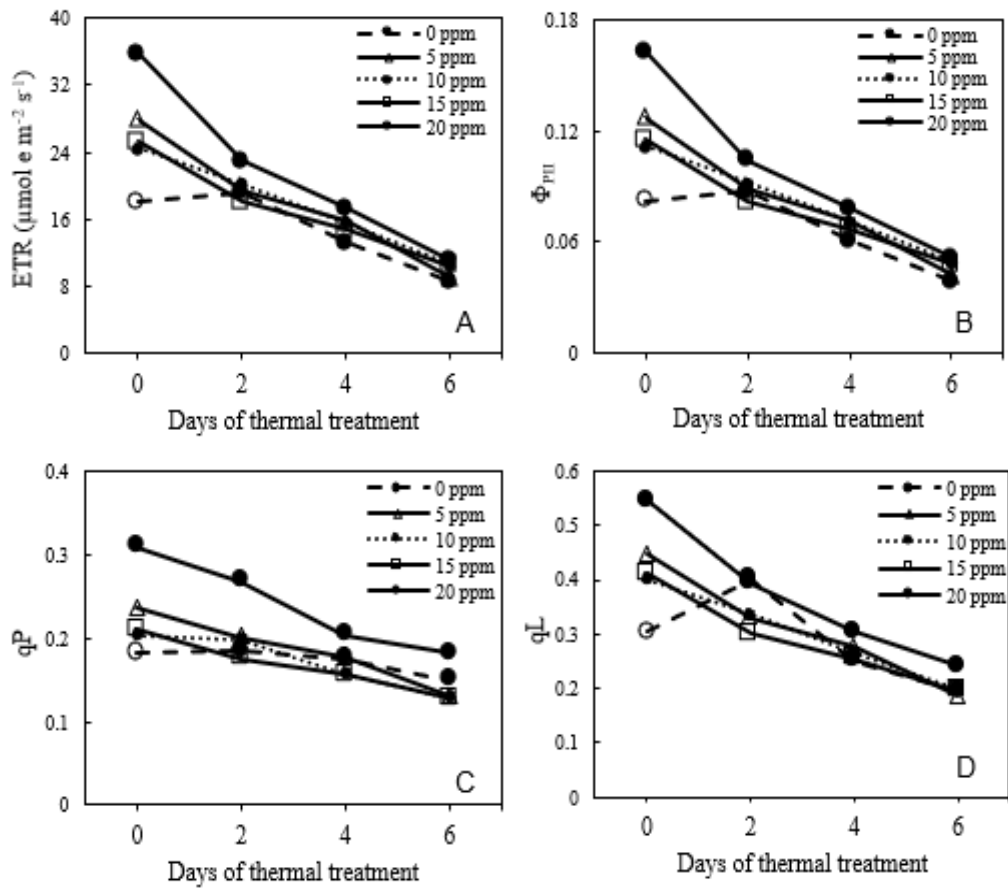 40
32
24
16
8
0
ETR (μmol e m⁻² s⁻¹)
0 ppm
5 ppm
10 ppm
15 ppm
20 ppm
A
0 2 4 6
Days of thermal treatment
0.18
0.12
0.06
0.00
Φ_PII
0 ppm
5 ppm
10 ppm
15 ppm
20 ppm
B
0 2 4 6
Days of thermal treatment
0.4
0.3
0.2
0.1
0
qP
0 ppm
5 ppm
10 ppm
15 ppm
20 ppm
C
0 2 4 6
Days of thermal treatment
0.6
0.5
0.4
0.3
0.2
0.1
0
qL
0 ppm
5 ppm
10 ppm
15 ppm
20 ppm
D
0 2 4 6
Days of thermal treatment